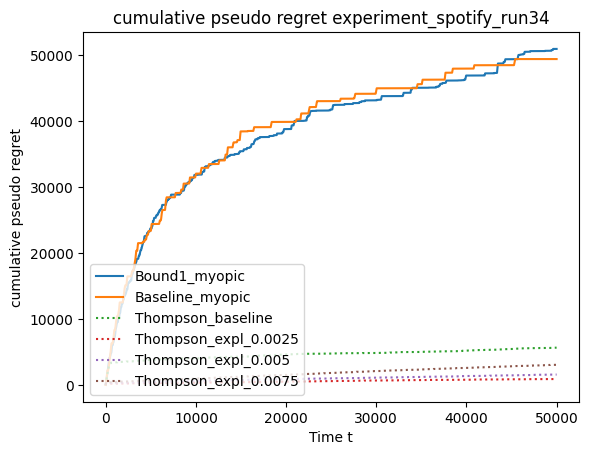 cumulative pseudo regret experiment_spotify_run34
cumulative pseudo regret
50000
40000
30000
20000
10000
0
Bound1_myopic
Baseline_myopic
Thompson_baseline
Thompson_expl_0.0025
Thompson_expl_0.005
Thompson_expl_0.0075
0 10000 20000 30000 40000 50000
Time t